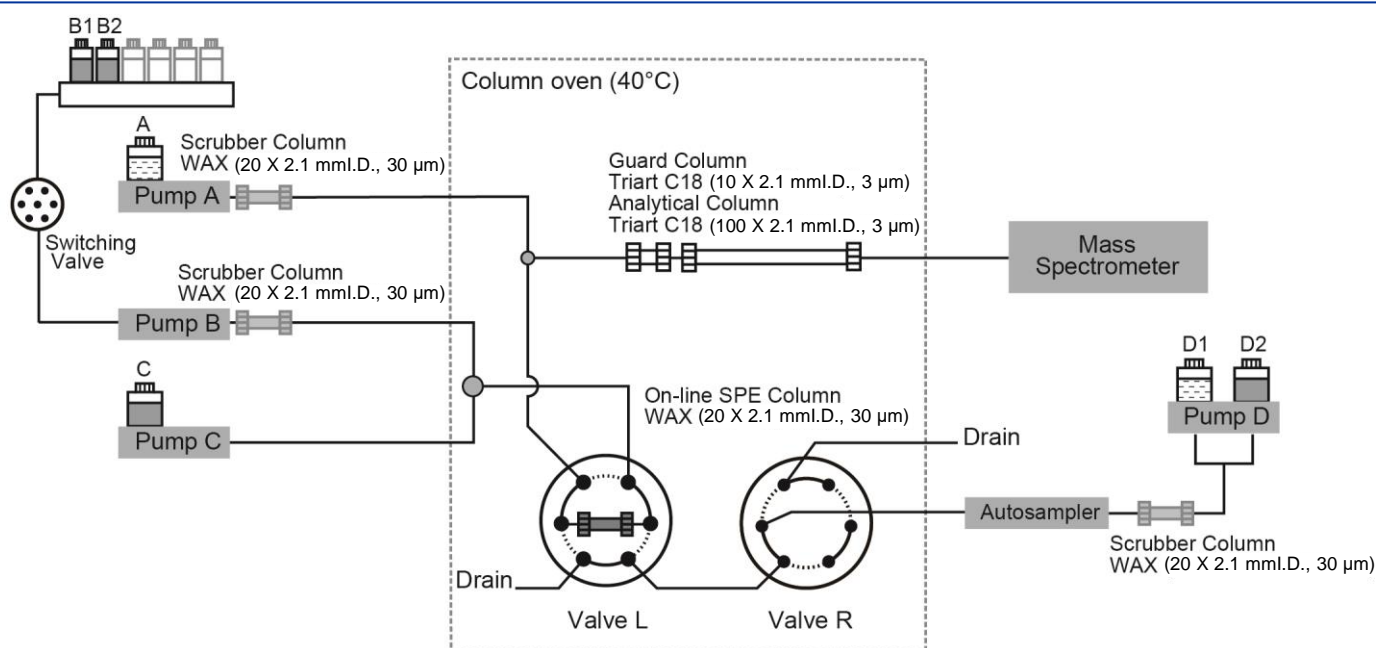 B1 B2
Column oven (40°C)
A
Scrubber Column
WAX (20 X 2.1 mmI.D., 30 µm)
Pump A
Guard Column
Triart C18 (10 X 2.1 mmI.D., 3 µm)
Analytical Column
Triart C18 (100 X 2.1 mmI.D., 3 µm)
Switching
Valve
Mass
Spectrometer
Scrubber Column
WAX (20 X 2.1 mmI.D., 30 µm)
Pump B
C
Pump C
On-line SPE Column
WAX (20 X 2.1 mmI.D., 30 µm)
D1 D2
Pump D
Drain
Autosampler
Scrubber Column
WAX (20 X 2.1 mmI.D., 30 µm)
Drain
Valve L
Valve R